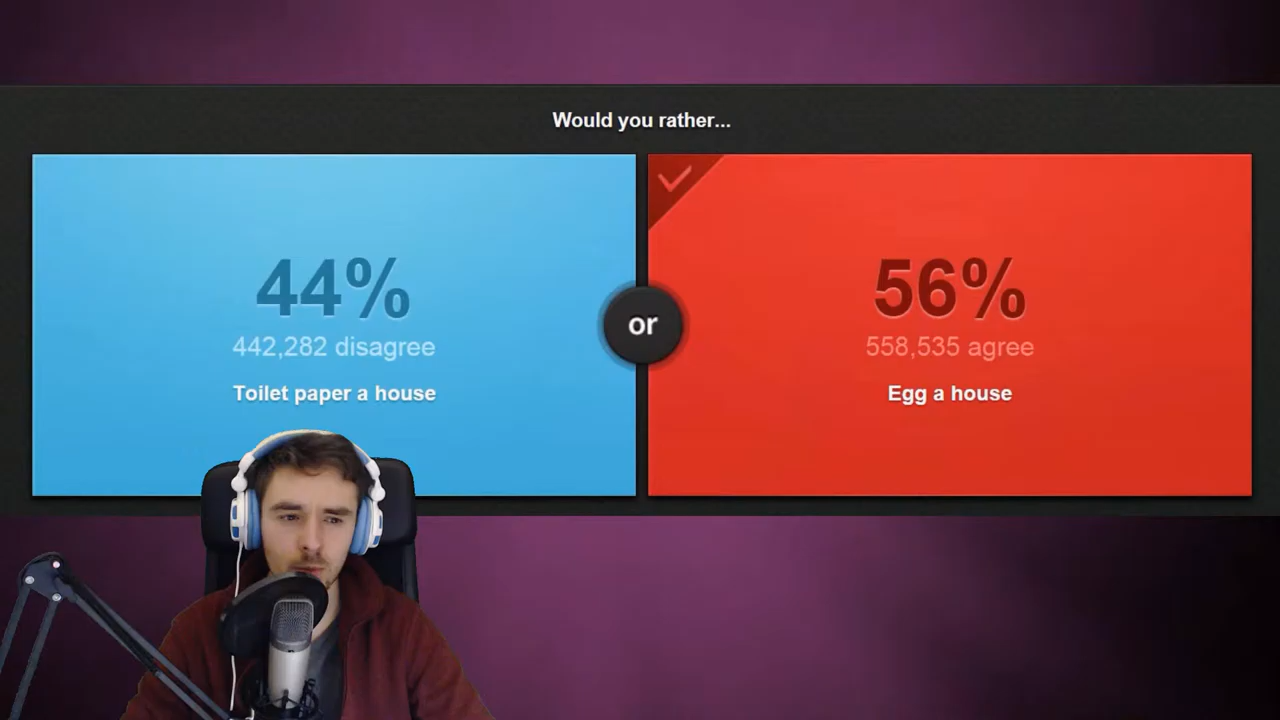 Would you rather...
44%
442,282 disagree
Toilet paper a house
or
56%
558,535 agree
Egg a house